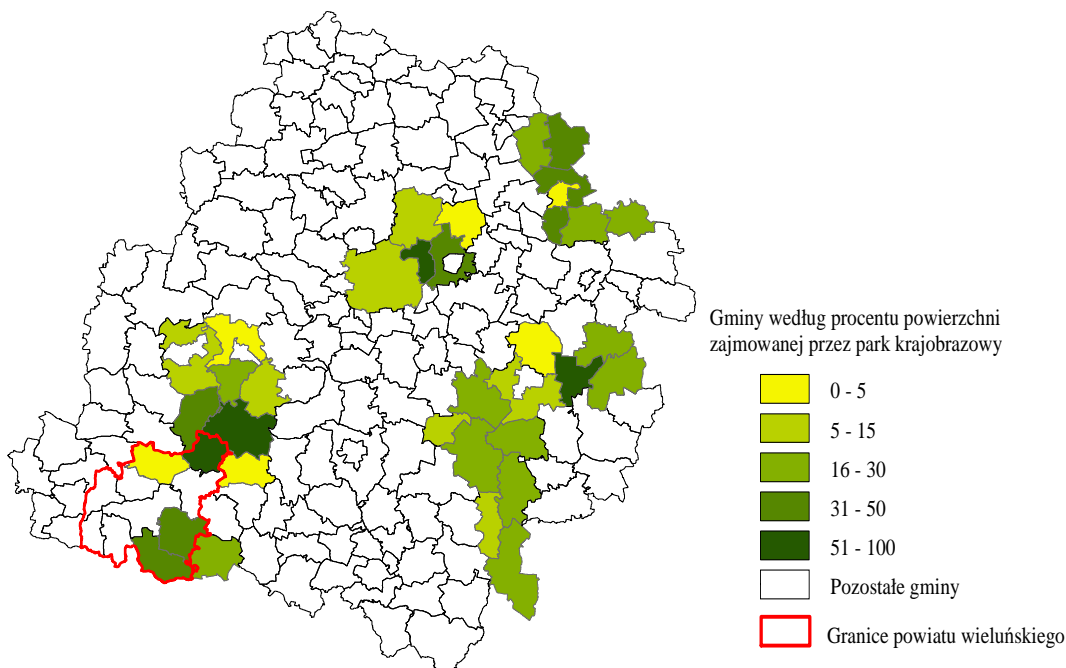 Gminy według procentu powierzchni
zajmowanej przez park krajobrazowy
0 - 5
5 - 15
16 - 30
31 - 50
51 - 100
Pozostałe gminy
Granice powiatu wieluńskiego